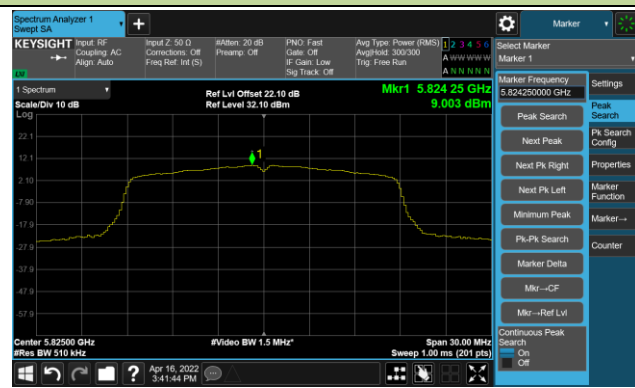 Spectrum Analyzer 1
Swept SA
Marker
KEYSIGHT
Input: RF
Coupling: AC
Align: Auto
Input Z: 50 Ω
Corrections: Off
Freq Ref: Int (S)
#Atten: 20 dB
Preamp: Off
PNO: Fast
Gate: Off
IF Gain: Low
Sig Track: Off
Avg Type: Power (RMS)
Avg|Hold: 300/300
Trig: Free Run
1 2 3 4 5 6
A W W W W W
A N N N N N
Select Marker
Marker 1
1 Spectrum
Scale/Div 10 dB
Log
Ref Lvl Offset 22.10 dB
Ref Level 32.10 dBm
Mkr1 5.824 25 GHz
9.003 dBm
22.1
12.1
2.10
-7.90
-17.9
-27.9
-37.9
-47.9
-57.9
1
Center 5.82500 GHz
#Res BW 510 kHz
#Video BW 1.5 MHz*
Span 30.00 MHz
Sweep 1.00 ms (201 pts)
Marker Frequency
5.824250000 GHz
Peak Search
Next Peak
Next Pk Right
Next Pk Left
Minimum Peak
Pk-Pk Search
Marker Delta
Mkr→CF
Mkr→Ref Lvl
Continuous Peak
Search
On
Off
Settings
Peak
Search
Pk Search
Config
Properties
Marker
Function
Marker→
Counter
?
Apr 16, 2022
3:41:44 PM